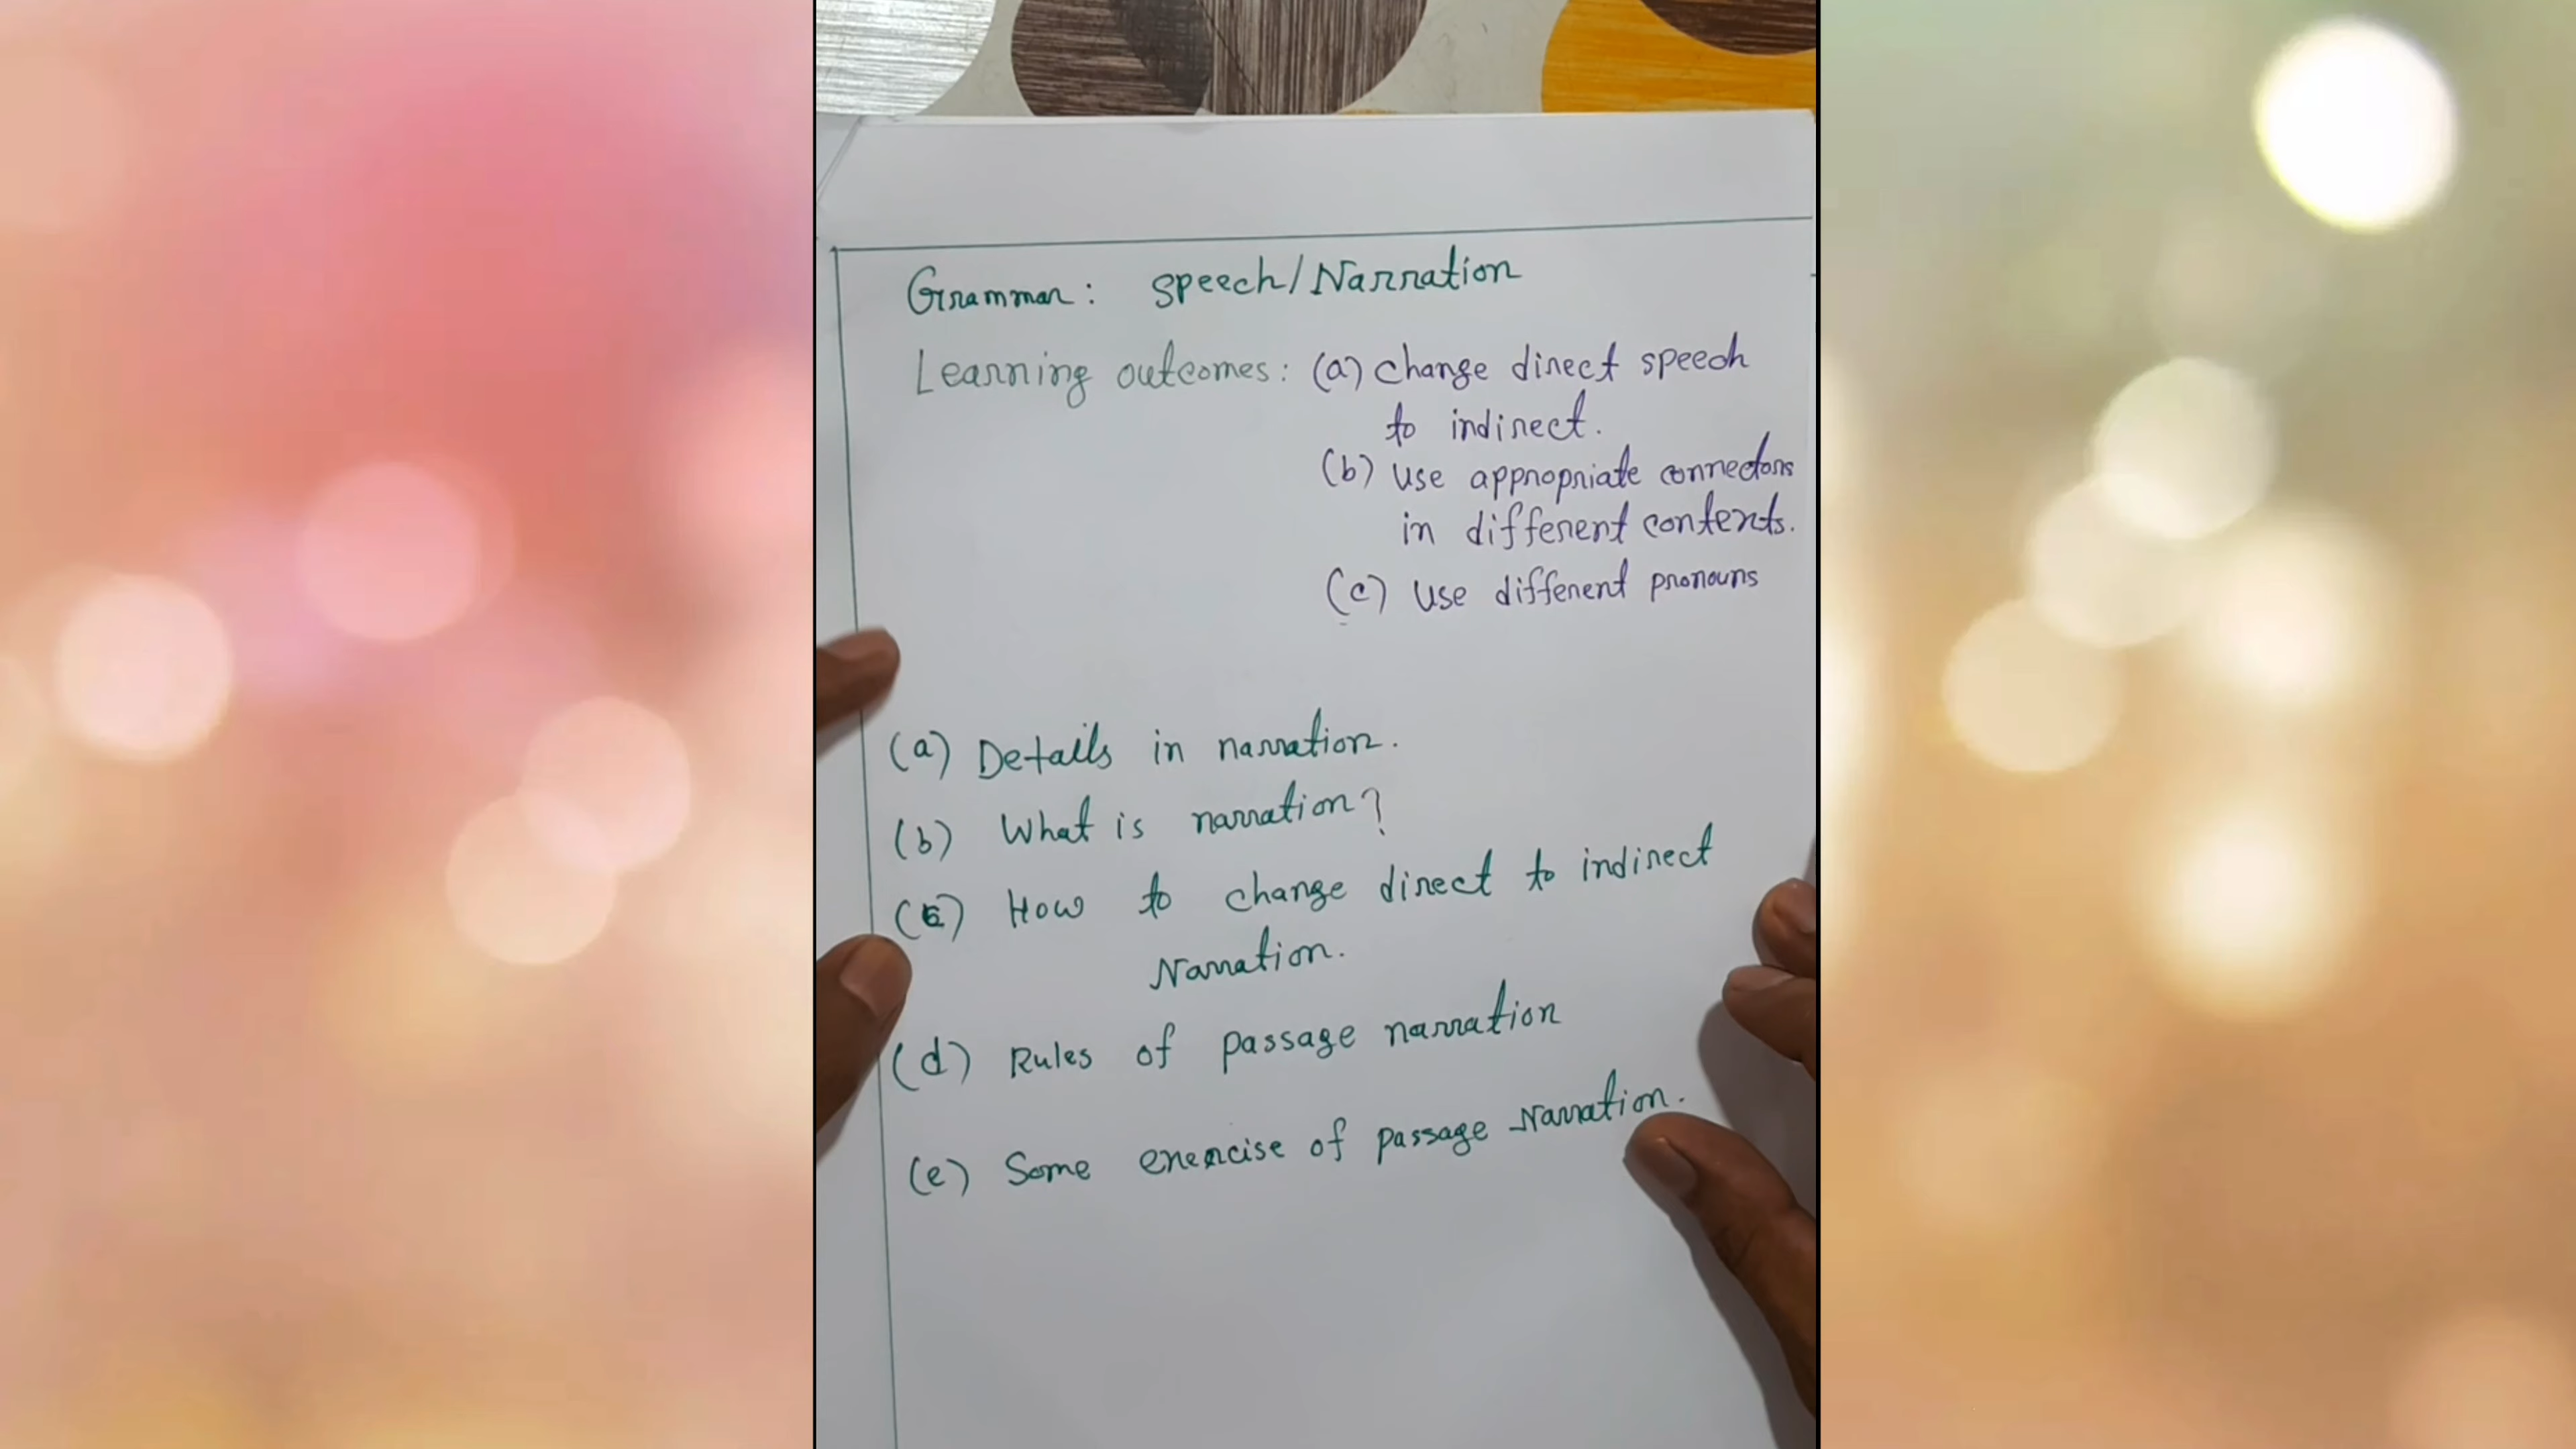 Grammar: speech/Narration
Learning outcomes: (a) change direct speech
to indirect.
(b) use appropriate connectors
in different contexts.
(c) use different pronouns
(a) Details in narration.
(b) What is narration?
(c) How to change direct to indirect
Narration.
(d) Rules of passage narration
(e) Some exercise of passage Narration.